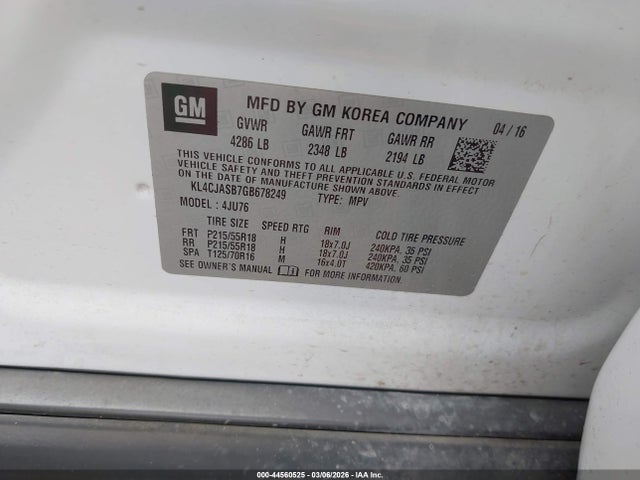 GM
MFD BY GM KOREA COMPANY 04 / 16
GVWR GAWR FRT GAWR RR
4286 LB 2348 LB 2194 LB
THIS VEHICLE CONFORMS TO ALL APPLICABLE U.S. FEDERAL MOTOR
VEHICLE SAFETY AND THEFT PREVENTION STANDARDS IN EFFECT
ON THE DATE OF MANUFACTURE SHOWN ABOVE.
KL4CJASB7GB678249 TYPE: MPV
MODEL : 4JU76
TIRE SIZE SPEED RTG RIM COLD TIRE PRESSURE
FRT P215/55R18 H 18x7.0J 240KPA. 35 PSI
RR P215/55R18 H 18x7.0J 240KPA. 35 PSI
SPA T125/70R16 M 16x4.0T 420KPA. 60 PSI
SEE OWNER'S MANUAL FOR MORE INFORMATION
000-44560525 - 03/06/2026 - IAAI.com